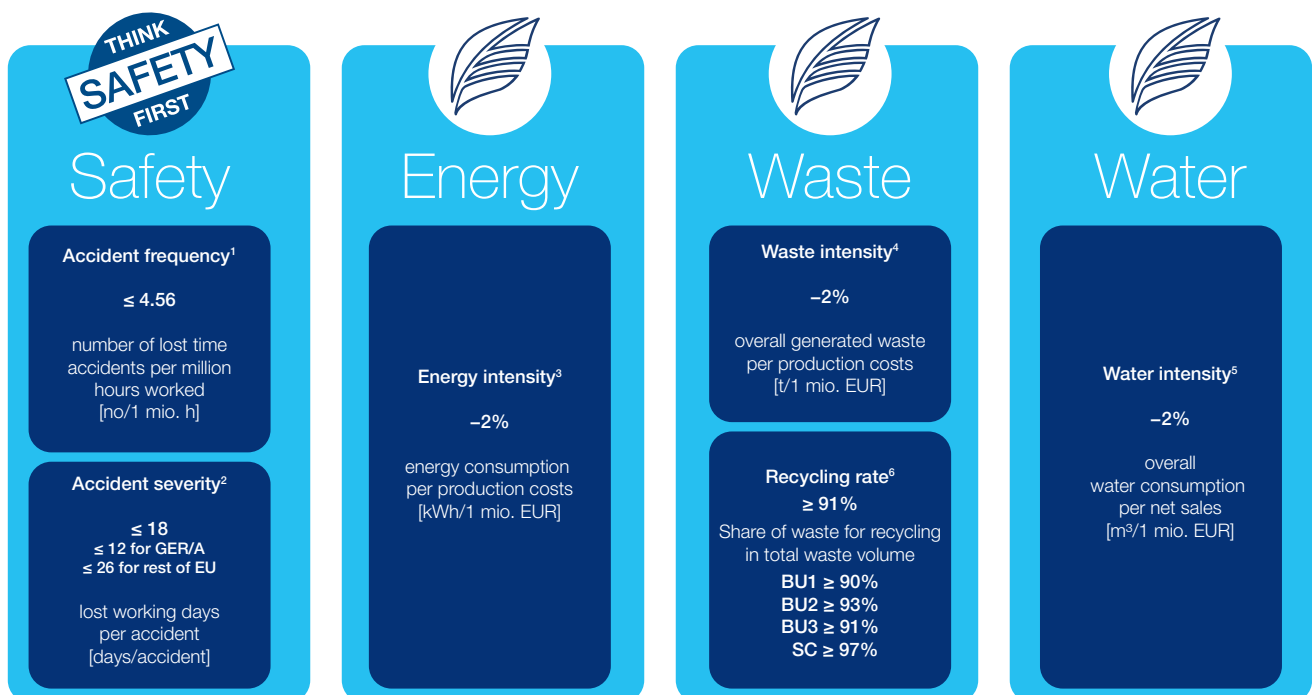 THINK
SAFETY
FIRST
Safety
Accident frequency¹
≤ 4.56
number of lost time
accidents per million
hours worked
[no/1 mio. h]
Accident severity²
≤ 18
≤ 12 for GER/A
≤ 26 for rest of EU
lost working days
per accident
[days/accident]
Energy
Energy intensity³
–2%
energy consumption
per production costs
[kWh/1 mio. EUR]
Waste
Waste intensity⁴
–2%
overall generated waste
per production costs
[t/1 mio. EUR]
Recycling rate⁶
≥ 91%
Share of waste for recycling
in total waste volume
BU1 ≥ 90%
BU2 ≥ 93%
BU3 ≥ 91%
SC ≥ 97%
Water
Water intensity⁵
–2%
overall
water consumption
per net sales
[m³/1 mio. EUR]